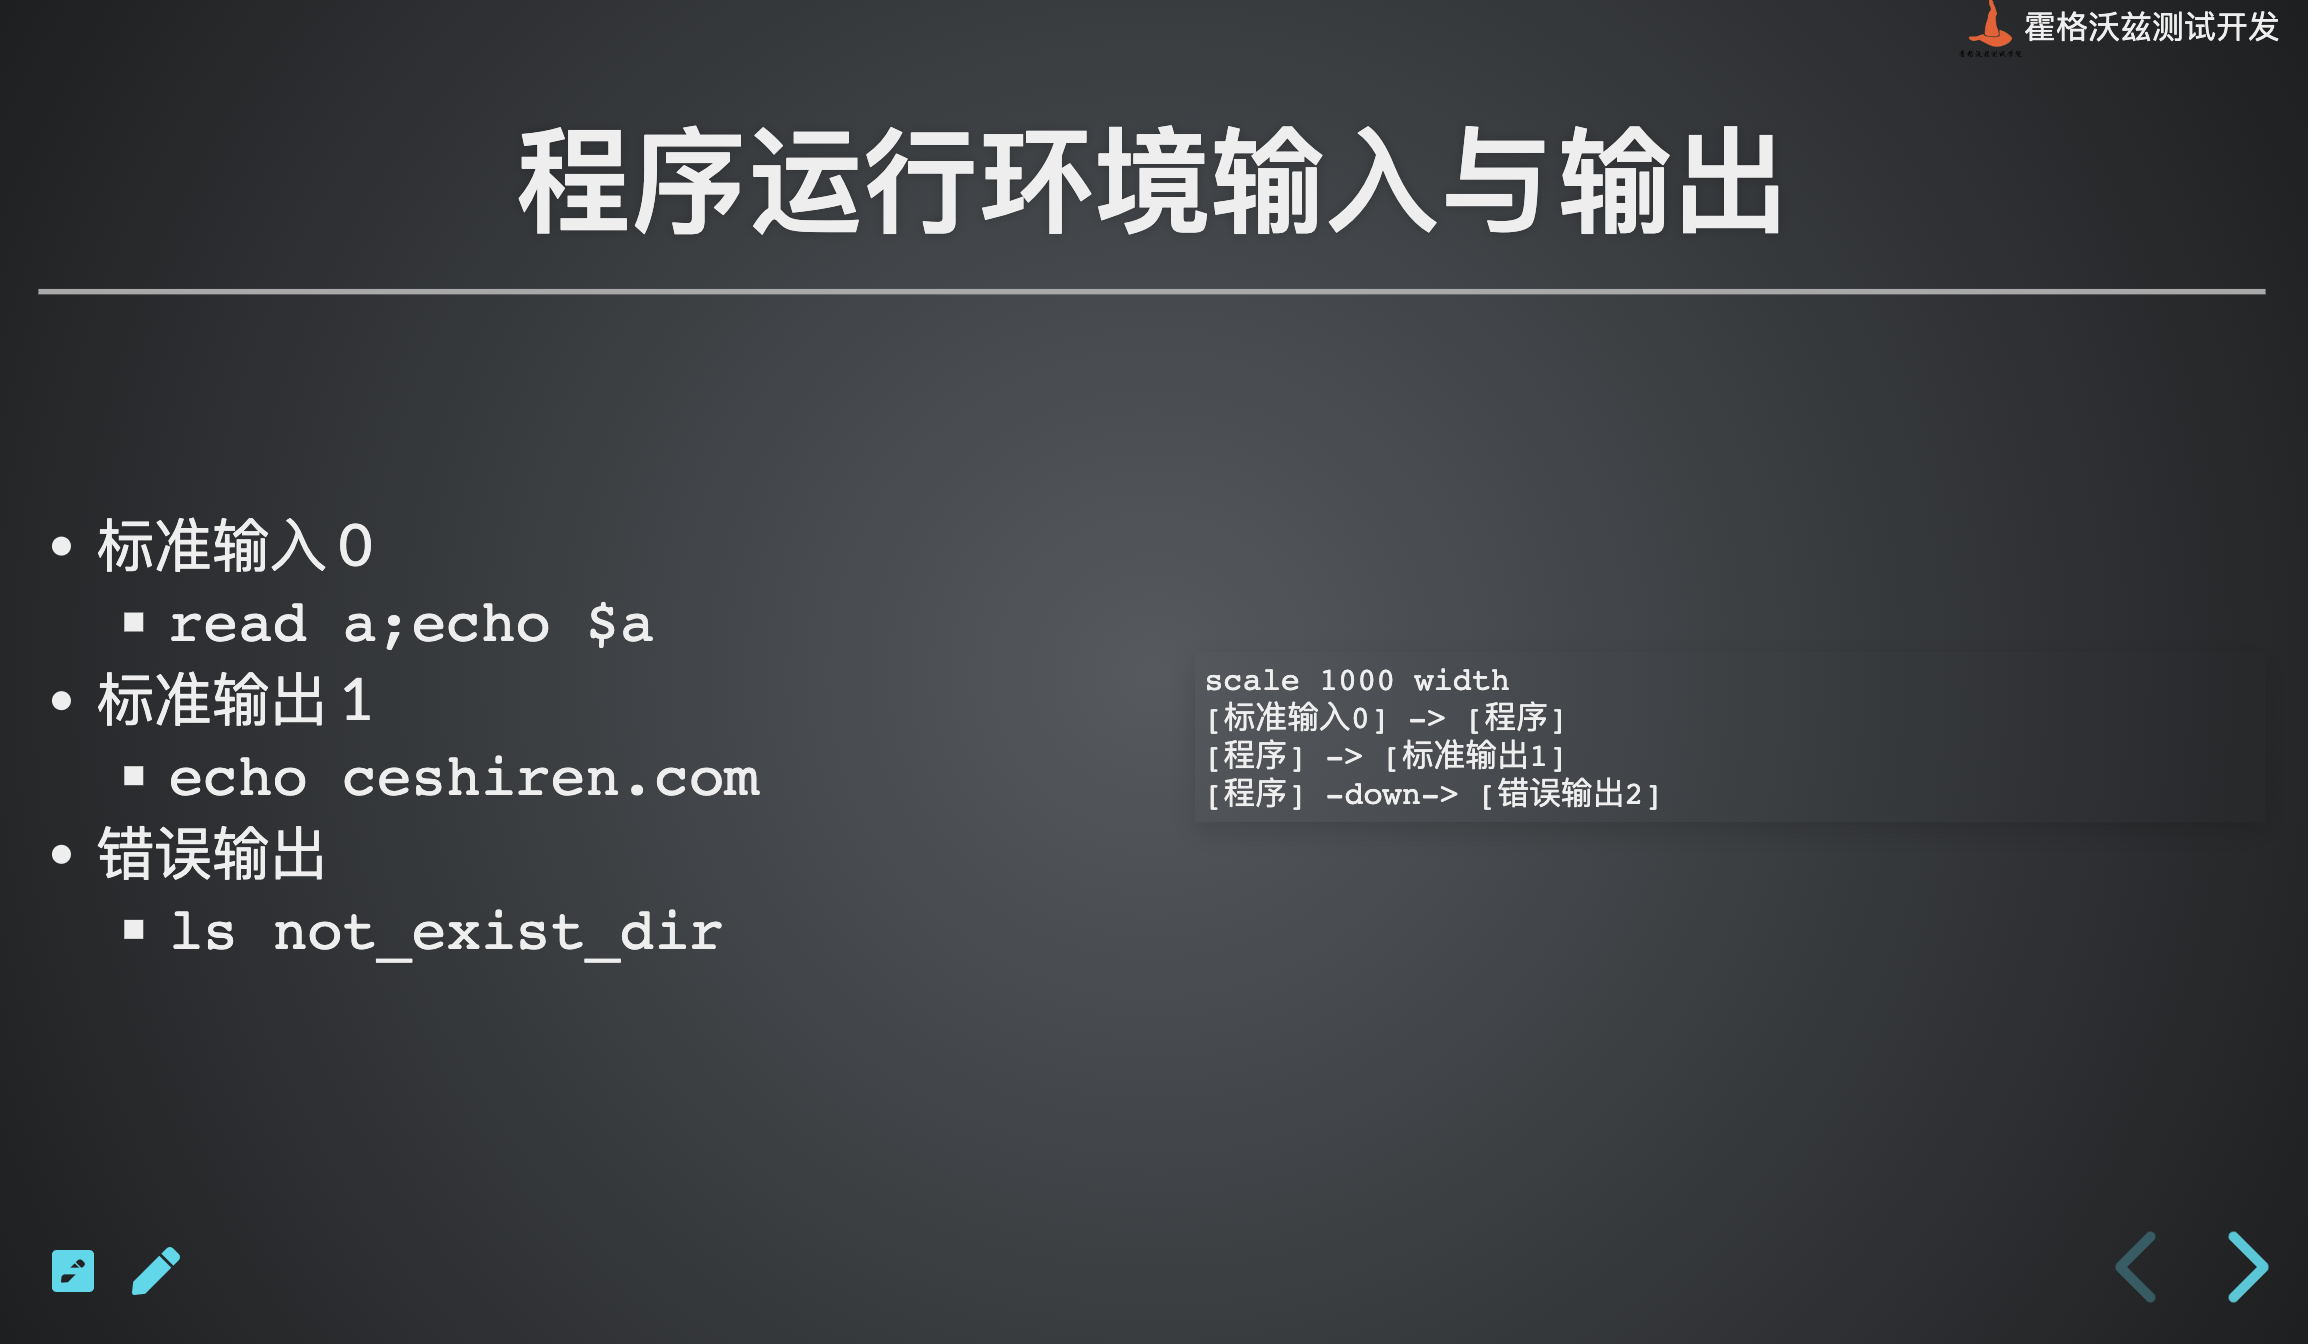 霍格沃兹测试开发
程序运行环境输入与输出
标准输入 0
read a;echo $a
标准输出 1
echo ceshiren.com
错误输出
ls not_exist_dir
scale 1000 width
[标准输入0] -> [程序]
[程序] -> [标准输出1]
[程序] -down-> [错误输出2]